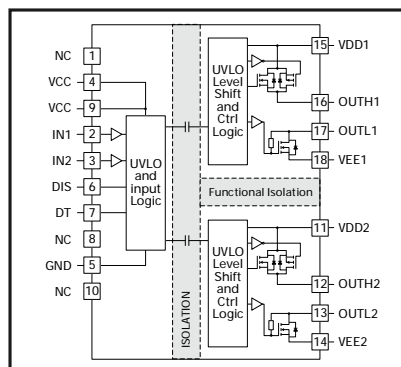 NC 1
VCC 4
VCC 9
IN1 2
IN2 3
DIS 6
DT 7
NC 8
GND 5
NC 10
UVLO
and
input
Logic
ISOLATION
UVLO
Level
Shift
and
Ctrl
Logic
15 VDD1
16 OUTH1
17 OUTL1
18 VEE1
Functional Isolation
UVLO
Level
Shift
and
Ctrl
Logic
11 VDD2
12 OUTH2
13 OUTL2
14 VEE2